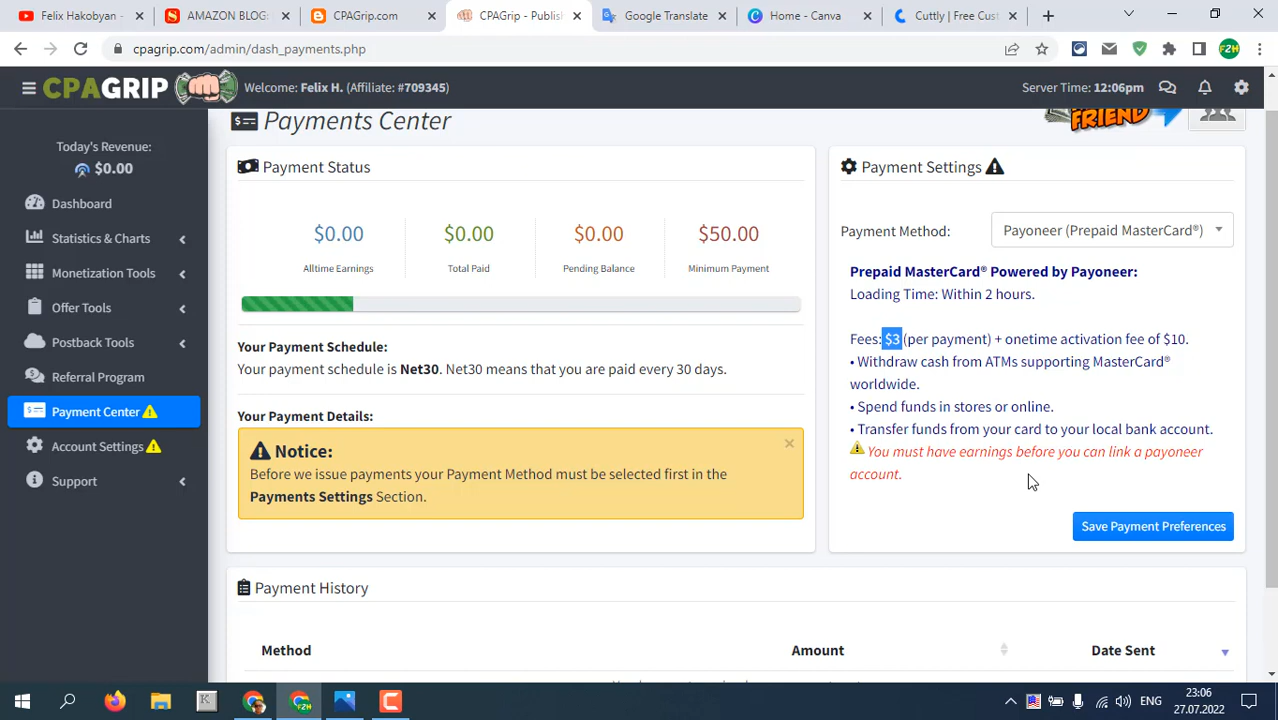 Felix Hakobyan -
AMAZON BLOG:
CPAGrip.com
CPAGrip - Publish
Google Translate
Home - Canva
Cuttly | Free Cust
cpagrip.com/admin/dash_payments.php
CPAGRIP
Welcome: Felix H. (Affiliate: #709345)
Server Time: 12:06pm
Today's Revenue:
$0.00
Dashboard
Statistics & Charts
Monetization Tools
Offer Tools
Postback Tools
Referral Program
Payment Center
Account Settings
Support
Payments Center
FRIEND
Payment Status
$0.00 $0.00 $0.00 $50.00
Alltime Earnings Total Paid Pending Balance Minimum Payment
Your Payment Schedule:
Your payment schedule is Net30. Net30 means that you are paid every 30 days.
Your Payment Details:
Notice:
Before we issue payments your Payment Method must be selected first in the
Payments Settings Section.
Payment Settings
Payment Method: Payoneer (Prepaid MasterCard®)
Prepaid MasterCard® Powered by Payoneer:
Loading Time: Within 2 hours.
Fees: $3 (per payment) + onetime activation fee of $10.
• Withdraw cash from ATMs supporting MasterCard®
worldwide.
• Spend funds in stores or online.
• Transfer funds from your card to your local bank account.
You must have earnings before you can link a payoneer
account.
Save Payment Preferences
Payment History
Method Amount Date Sent
ENG
23:06
27.07.2022